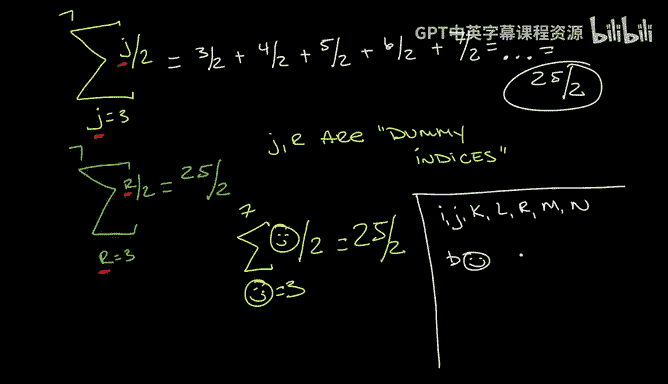 GPT中英字幕课程资源 bilibili
7
∑ j/2 = 3/2 + 4/2 + 5/2 + 6/2 + 7/2 = ... =
j=3
25/2
j, R ARE "DUMMY
INDICES"
7
∑ R/2 = 25/2
R=3
7
∑ ☺/2 = 25/2
☺=3
i, j, K, L, R, M, N
b☺